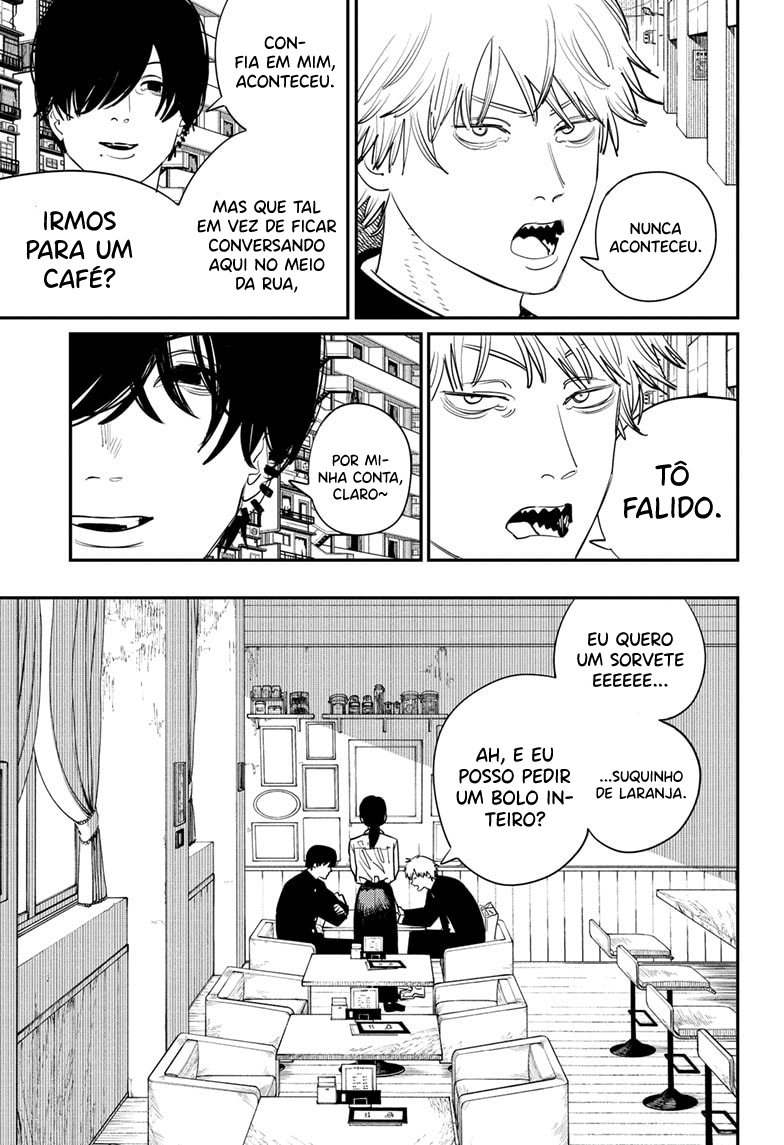 NUNCA
ACONTECEU.
CON-
FIA EM MIM,
ACONTECEU.
MAS QUE TAL
EM VEZ DE FICAR
CONVERSANDO
AQUI NO MEIO
DA RUA,
IRMOS
PARA UM
CAFÉ?
TÔ
FALIDO.
POR MI-
NHA CONTA,
CLARO~
EU QUERO
UM SORVETE
EEEEEE...
...SUQUINHO
DE LARANJA.
AH, E EU
POSSO PEDIR
UM BOLO IN-
TEIRO?